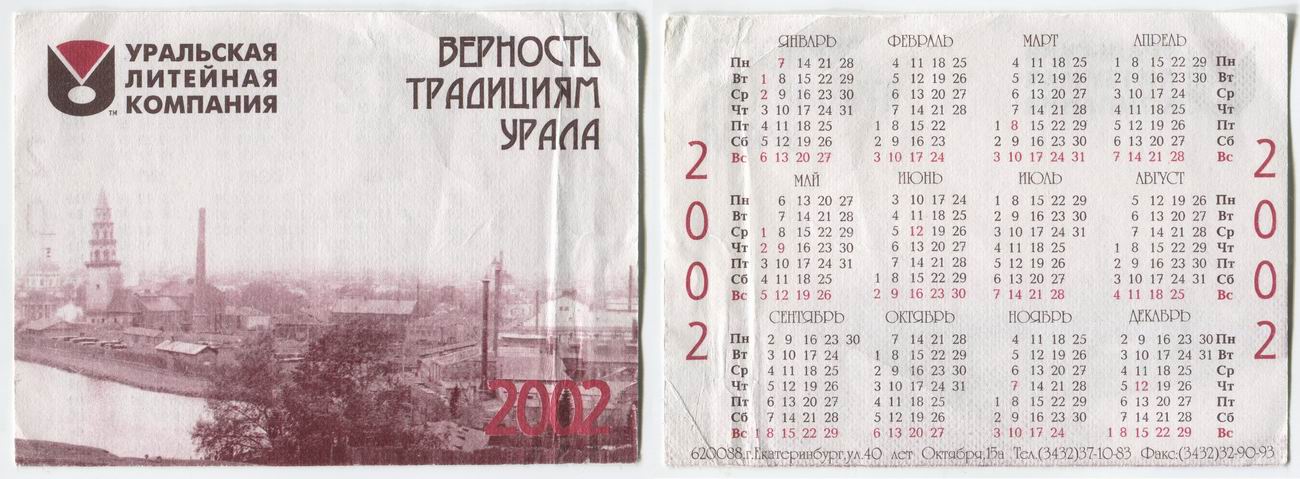 УРАЛЬСКАЯ
ЛИТЕЙНАЯ
КОМПАНИЯ
TM
ВЕРНОСТЬ
ТРАДИЦИЯМ
УРАЛА
2002
2002
ЯНВАРЬ ФЕВРАЛЬ МАРТ АПРЕЛЬ
Пн 7 14 21 28 4 11 18 25 4 11 18 25 1 8 15 22 29 Пн
Вт 1 8 15 22 29 5 12 19 26 5 12 19 26 2 9 16 23 30 Вт
Ср 2 9 16 23 30 6 13 20 27 6 13 20 27 3 10 17 24 Ср
Чт 3 10 17 24 31 7 14 21 28 7 14 21 28 4 11 18 25 Чт
Пт 4 11 18 25 1 8 15 22 1 8 15 22 29 5 12 19 26 Пт
Сб 5 12 19 26 2 9 16 23 2 9 16 23 30 6 13 20 27 Сб
Вс 6 13 20 27 3 10 17 24 3 10 17 24 31 7 14 21 28 Вс
МАЙ ИЮНЬ ИЮЛЬ АВГУСТ
Пн 6 13 20 27 3 10 17 24 1 8 15 22 29 5 12 19 26 Пн
Вт 7 14 21 28 4 11 18 25 2 9 16 23 30 6 13 20 27 Вт
Ср 1 8 15 22 29 5 12 19 26 3 10 17 24 31 7 14 21 28 Ср
Чт 2 9 16 23 30 6 13 20 27 4 11 18 25 1 8 15 22 29 Чт
Пт 3 10 17 24 31 7 14 21 28 5 12 19 26 2 9 16 23 30 Пт
Сб 4 11 18 25 1 8 15 22 29 6 13 20 27 3 10 17 24 31 Сб
Вс 5 12 19 26 2 9 16 23 30 7 14 21 28 4 11 18 25 Вс
СЕНТЯБРЬ ОКТЯБРЬ НОЯБРЬ ДЕКАБРЬ
Пн 2 9 16 23 30 7 14 21 28 4 11 18 25 2 9 16 23 30 Пн
Вт 3 10 17 24 1 8 15 22 29 5 12 19 26 3 10 17 24 31 Вт
Ср 4 11 18 25 2 9 16 23 30 6 13 20 27 4 11 18 25 Ср
Чт 5 12 19 26 3 10 17 24 31 7 14 21 28 5 12 19 26 Чт
Пт 6 13 20 27 4 11 18 25 1 8 15 22 29 6 13 20 27 Пт
Сб 7 14 21 28 5 12 19 26 2 9 16 23 30 7 14 21 28 Сб
Вс 1 8 15 22 29 6 13 20 27 3 10 17 24 1 8 15 22 29 Вс
2002
620088,г.Екатеринбург,ул.40 лет Октября,15а Тел.(3432)37-10-83 Факс:(3432)32-90-93